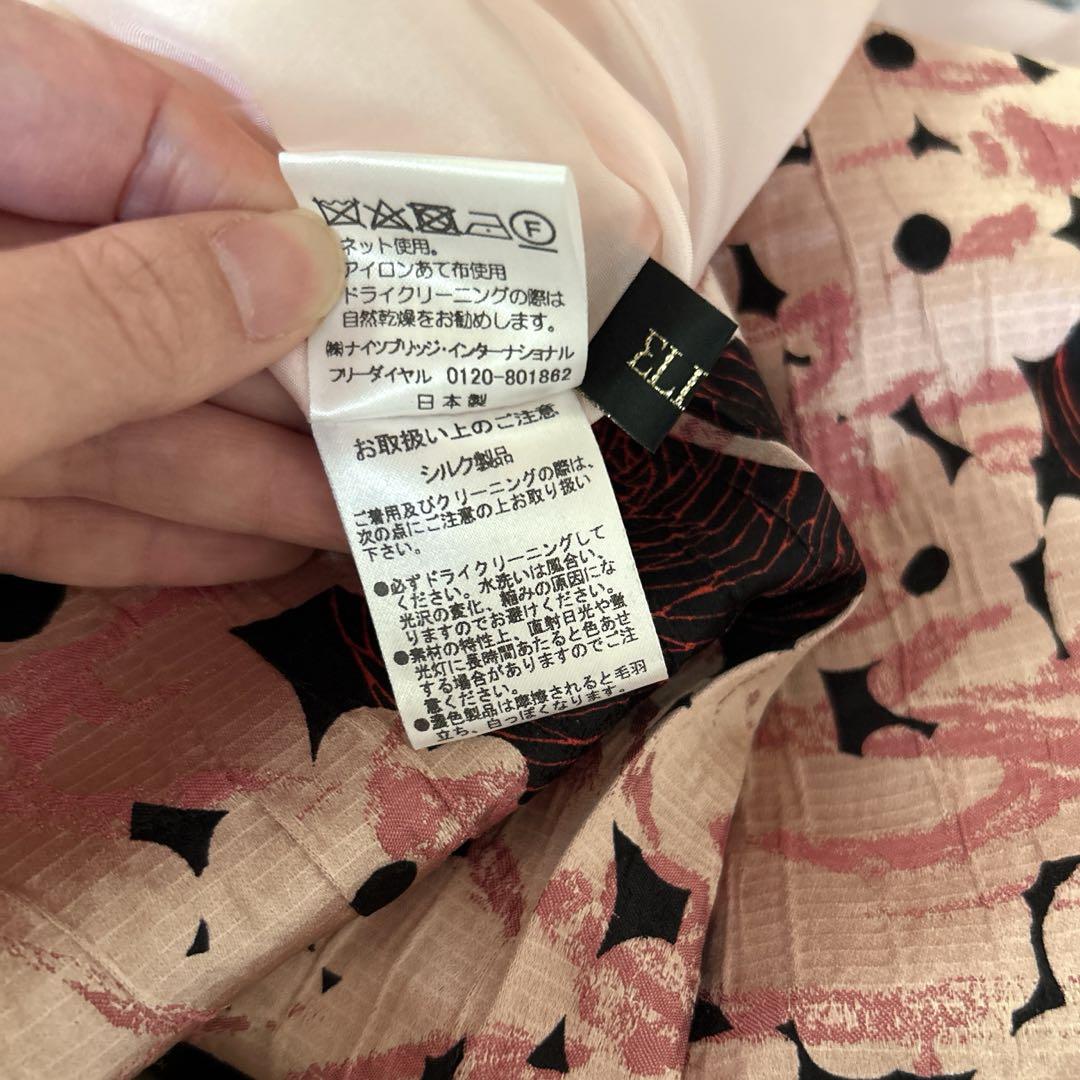 F
ネット使用。
アイロンあて布使用
ドライクリーニングの際は
自然乾燥をお勧めします。
㈱ナイツブリッジ・インターナショナル
フリーダイヤル 0120-801862
日本製
お取扱い上のご注意
シルク製品
ご着用及びクリーニングの際は、
次の点にご注意の上お取り扱い
下さい。
●必ずドライクリーニングして
ください。水洗いは風合い、
光沢の変化、縮みの原因にな
りますのでお避けください。
●素材の特性上、直射日光や蛍
光灯に長時間あたると色あせ
する場合がありますのでご注
意ください。
●濃色製品は摩擦されると毛羽
立ち、白っぽくなります。
ELL